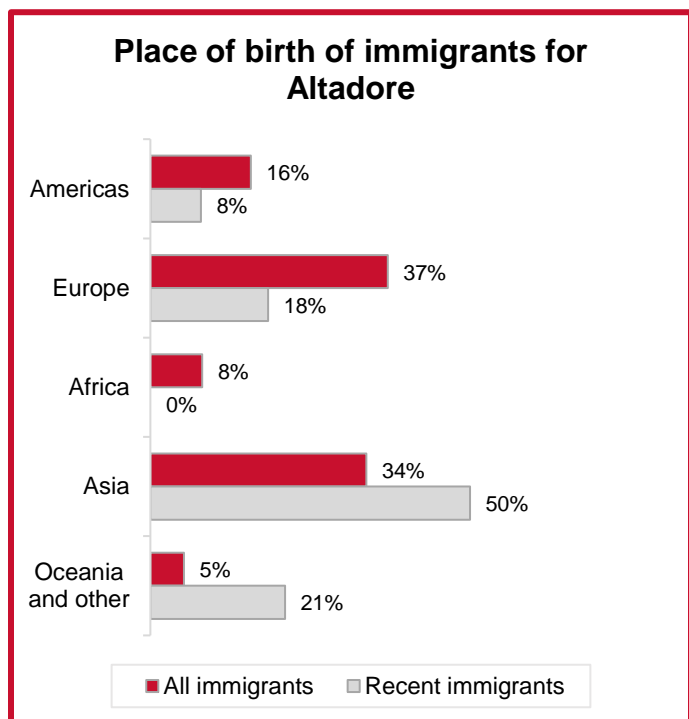 Place of birth of immigrants for
Altadore
Americas
16%
8%
Europe
37%
18%
Africa
8%
0%
Asia
34%
50%
Oceania
and other
5%
21%
All immigrants
Recent immigrants